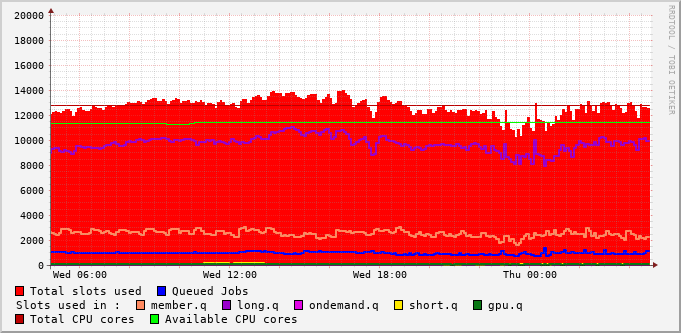 20000
18000
16000
14000
12000
10000
8000
6000
4000
2000
0
Wed 06:00 Wed 12:00 Wed 18:00 Thu 00:00
RRDTOOL / TOBI OETIKER
Total slots used Queued Jobs
Slots used in : member.q long.q ondemand.q short.q gpu.q
Total CPU cores Available CPU cores